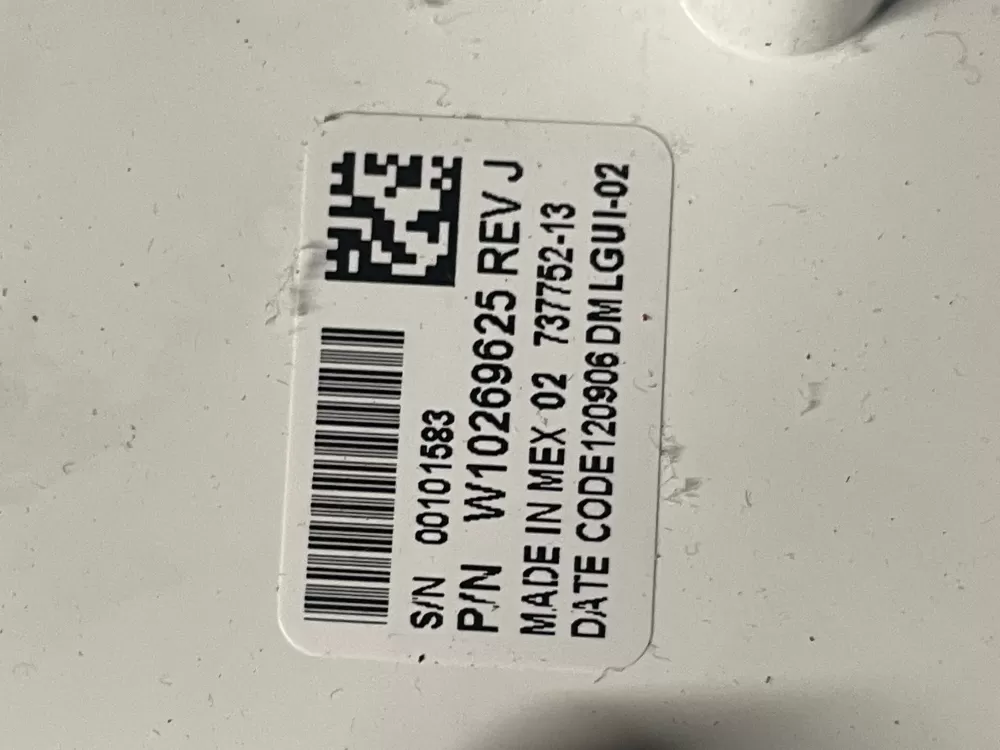 S/N 00101583
P/N W10269625 REV J
MADE IN MEX 02 737752-13
DATE CODE120906 DM LGUI-02